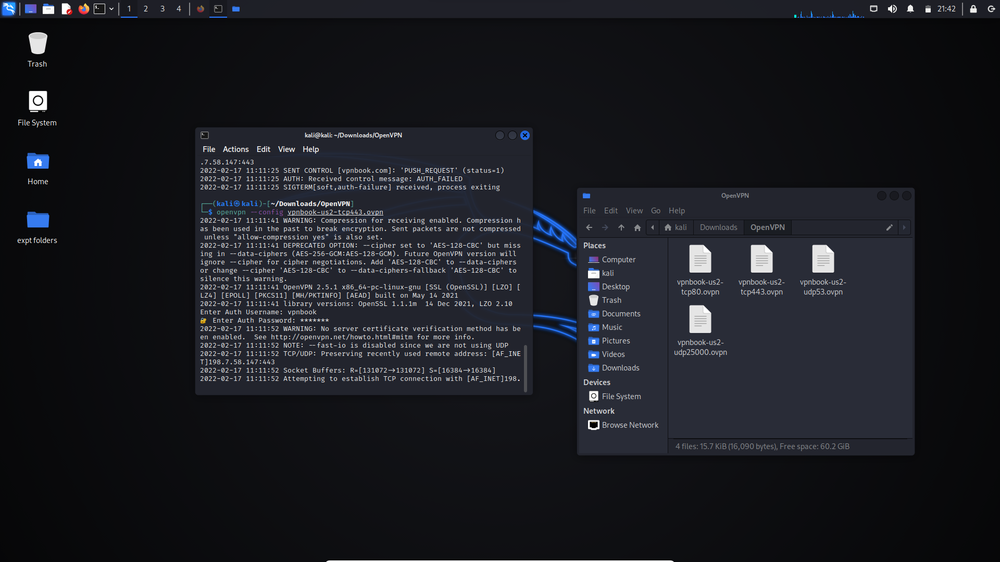 1 2 3 4
21:42
Trash
File System
Home
expt folders
kali@kali: ~/Downloads/OpenVPN
File Actions Edit View Help
.7.58.147:443
2022-02-17 11:11:25 SENT CONTROL [vpnbook.com]: 'PUSH_REQUEST' (status=1)
2022-02-17 11:11:25 AUTH: Received control message: AUTH_FAILED
2022-02-17 11:11:25 SIGTERM[soft,auth-failure] received, process exiting
┌──(kali㉿kali)-[~/Downloads/OpenVPN]
└─$ openvpn --config vpnbook-us2-tcp443.ovpn
2022-02-17 11:11:41 WARNING: Compression for receiving enabled. Compression h
as been used in the past to break encryption. Sent packets are not compressed
unless "allow-compression yes" is also set.
2022-02-17 11:11:41 DEPRECATED OPTION: --cipher set to 'AES-128-CBC' but miss
ing in --data-ciphers (AES-256-GCM:AES-128-GCM). Future OpenVPN version will
ignore --cipher for cipher negotiations. Add 'AES-128-CBC' to --data-ciphers
or change --cipher 'AES-128-CBC' to --data-ciphers-fallback 'AES-128-CBC' to
silence this warning.
2022-02-17 11:11:41 OpenVPN 2.5.1 x86_64-pc-linux-gnu [SSL (OpenSSL)] [LZO] [
LZ4] [EPOLL] [PKCS11] [MH/PKTINFO] [AEAD] built on May 14 2021
2022-02-17 11:11:41 library versions: OpenSSL 1.1.1m  14 Dec 2021, LZO 2.10
Enter Auth Username: vpnbook
🔐 Enter Auth Password: *******
2022-02-17 11:11:52 WARNING: No server certificate verification method has be
en enabled.  See http://openvpn.net/howto.html#mitm for more info.
2022-02-17 11:11:52 NOTE: --fast-io is disabled since we are not using UDP
2022-02-17 11:11:52 TCP/UDP: Preserving recently used remote address: [AF_INE
T]198.7.58.147:443
2022-02-17 11:11:52 Socket Buffers: R=[131072->131072] S=[16384->16384]
2022-02-17 11:11:52 Attempting to establish TCP connection with [AF_INET]198.
OpenVPN
File Edit View Go Help
kali Downloads OpenVPN
Places
Computer
kali
Desktop
Trash
Documents
Music
Pictures
Videos
Downloads
Devices
File System
Network
Browse Network
vpnbook-us2-
tcp80.ovpn
vpnbook-us2-
tcp443.ovpn
vpnbook-us2-
udp53.ovpn
vpnbook-us2-
udp25000.ovpn
4 files: 15.7 KiB (16,090 bytes), Free space: 60.2 GiB